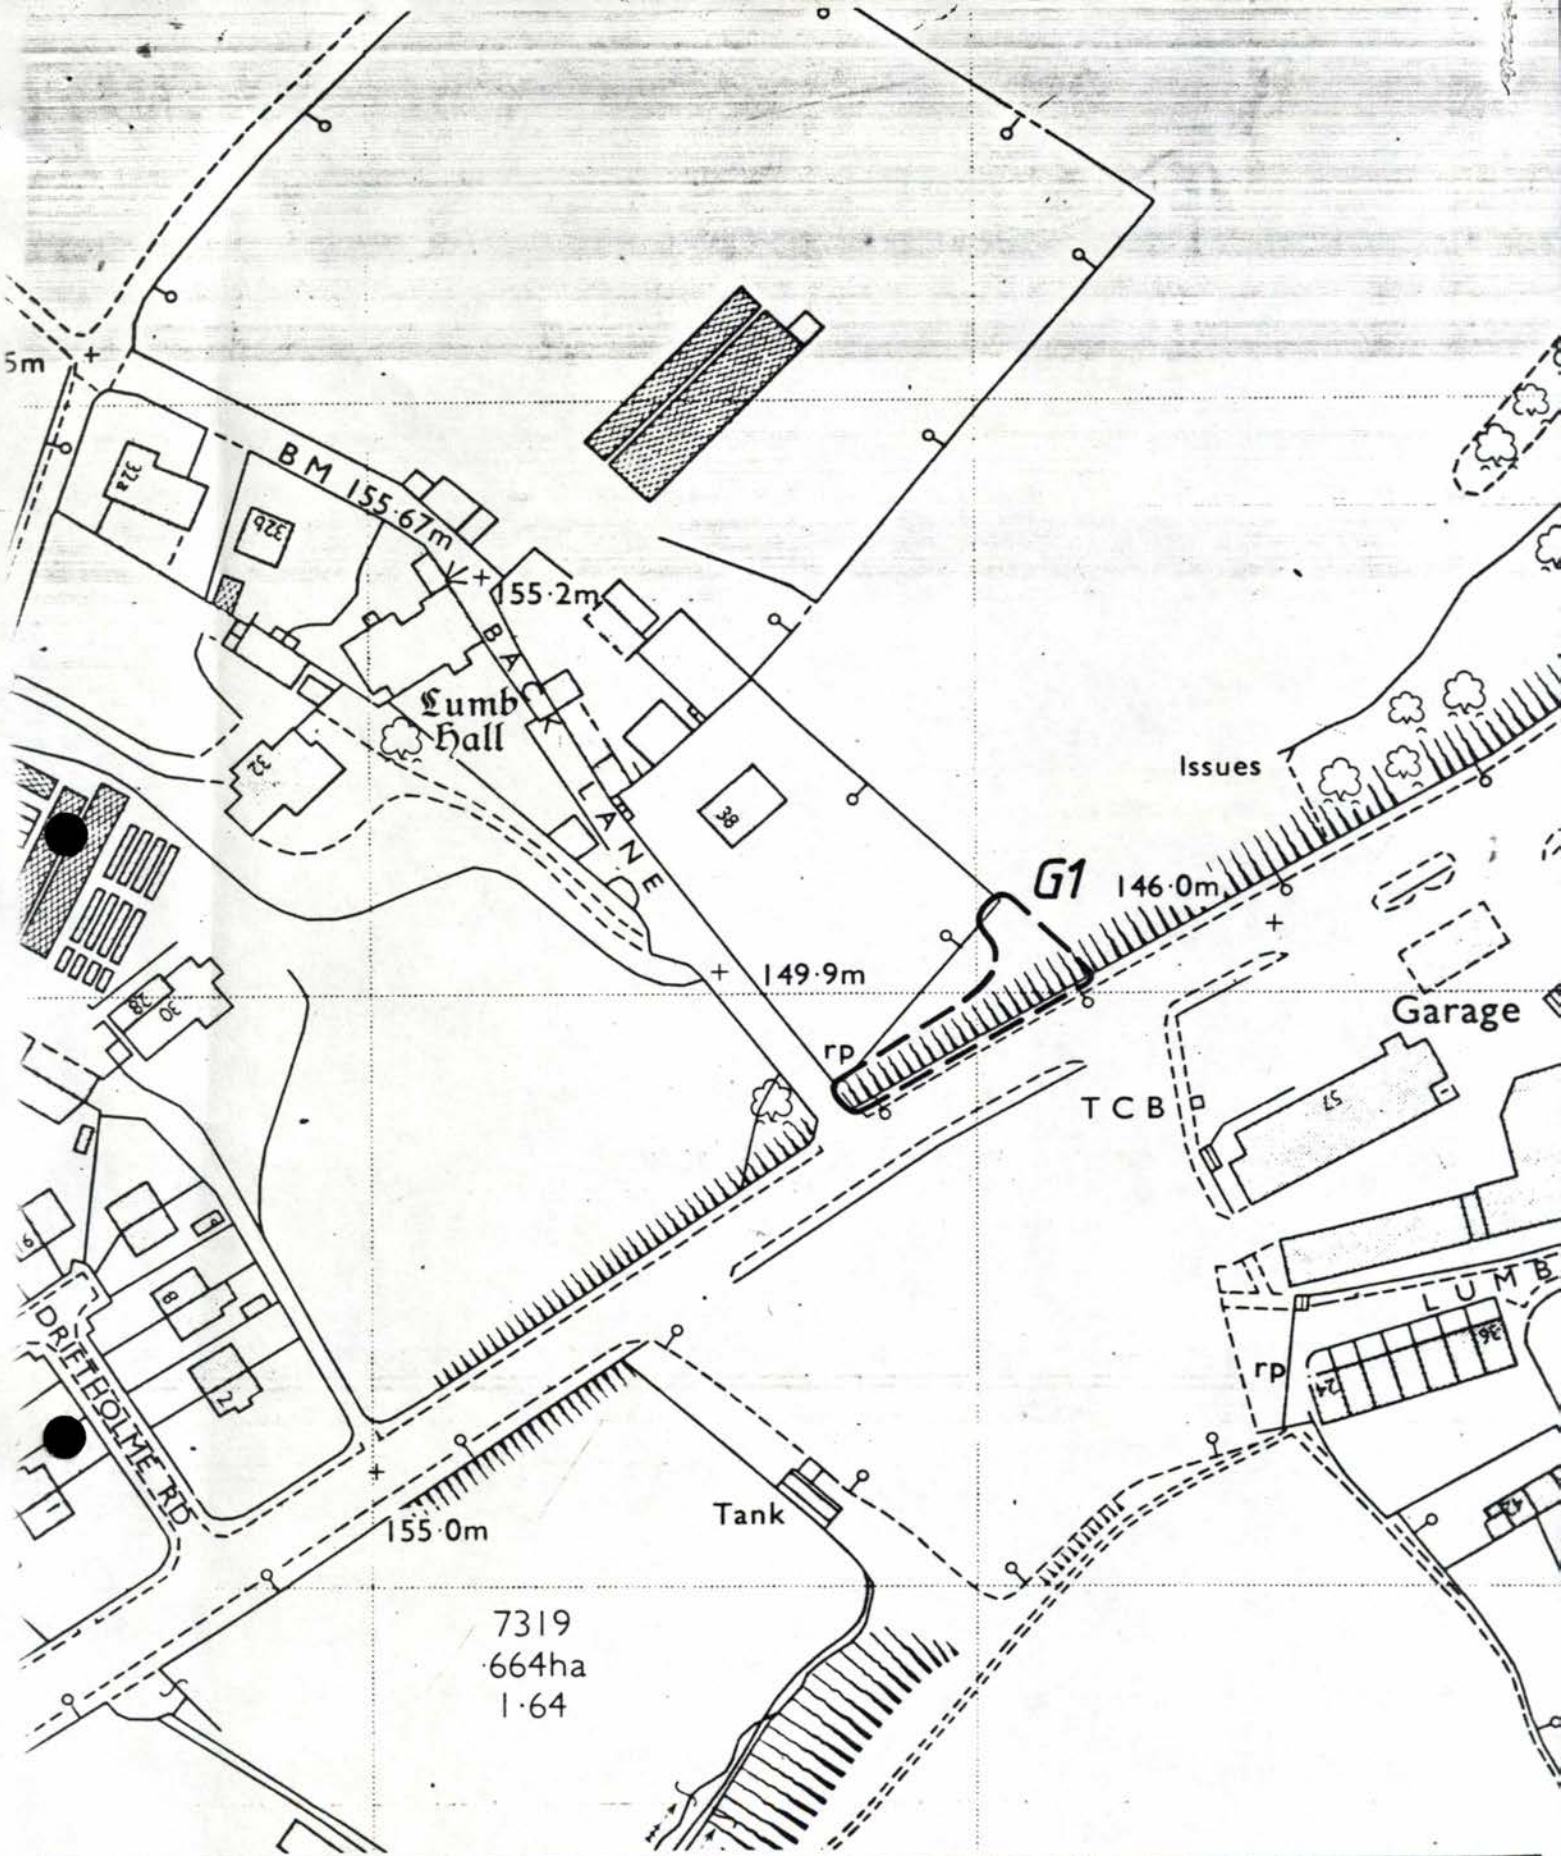 5m
32a
BM 155·67m
32b
155·2m
BACK LANE
Lumb
Hall
32
38
Issues
G1
146·0m
149·9m
Garage
28
30
rp
TCB
57
LUMB
36
rp
24
8
2
DRIFTHOLME RD
155·0m
Tank
42
7319
·664ha
1·64